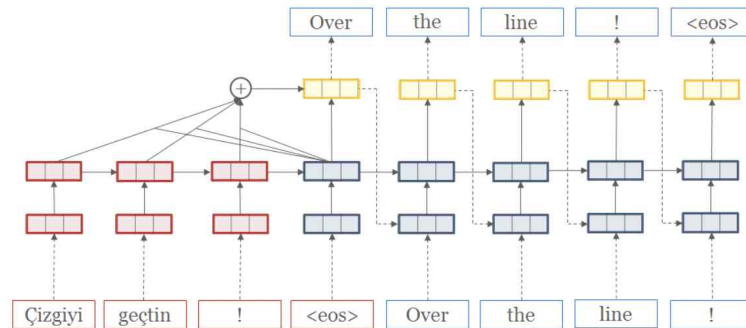 Over the line ! <eos>
+
Çizgiyi geçtin ! <eos> Over the line !